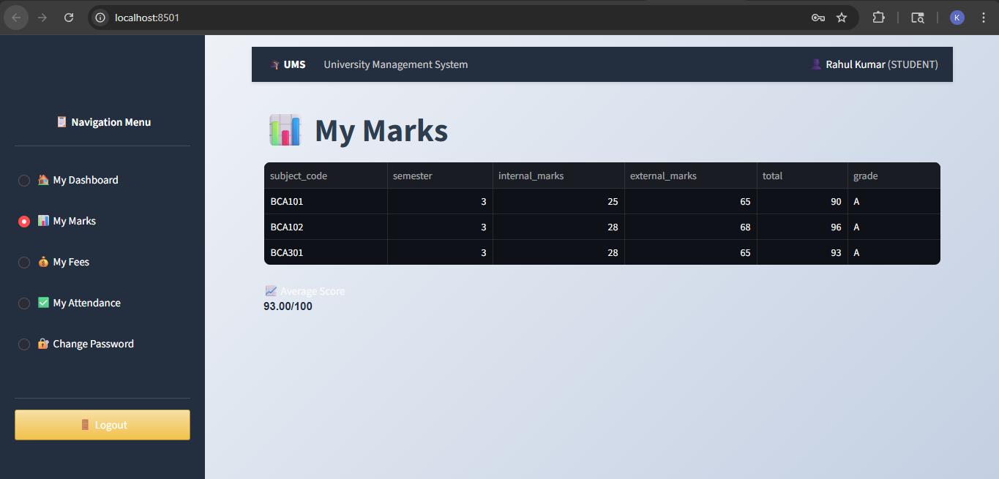 localhost:8501
K
UMS University Management System Rahul Kumar (STUDENT)
Navigation Menu
My Dashboard
My Marks
My Fees
My Attendance
Change Password
Logout
My Marks
subject_code semester internal_marks external_marks total grade
BCA101 3 25 65 90 A
BCA102 3 28 68 96 A
BCA301 3 28 65 93 A
Average Score
93.00/100